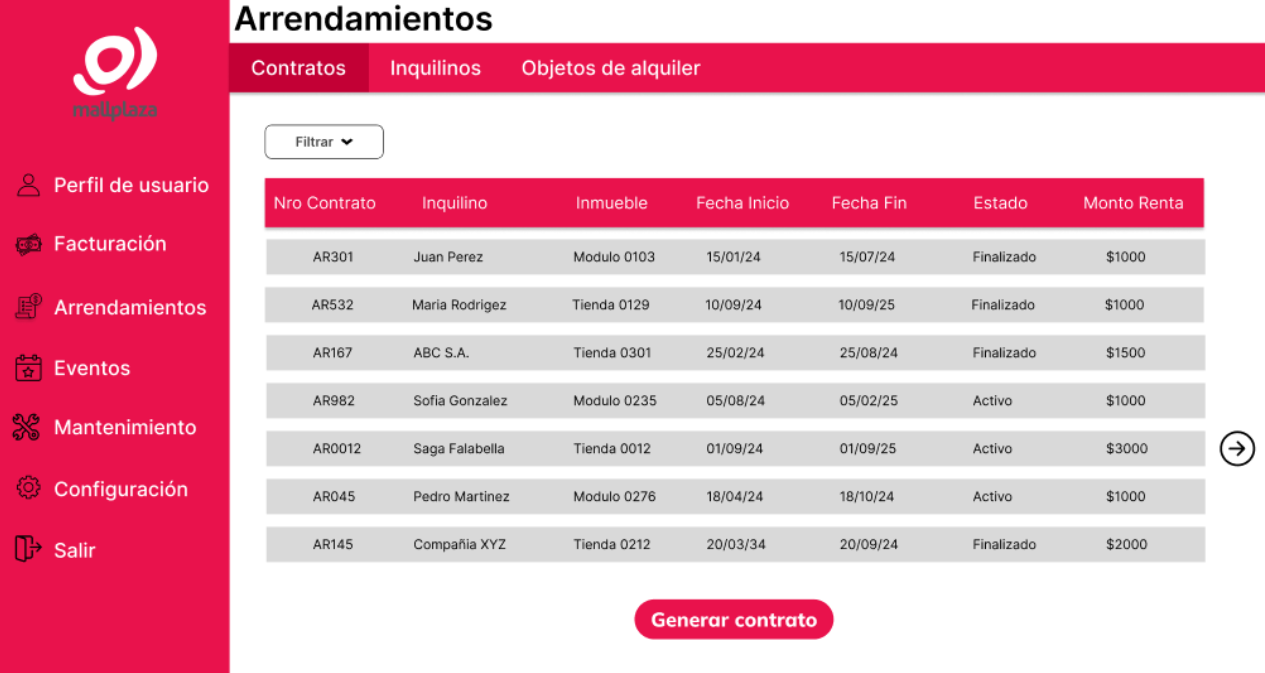 Arrendamientos
mallplaza
Contratos Inquilinos Objetos de alquiler
Filtrar
Perfil de usuario
Facturación
Arrendamientos
Eventos
Mantenimiento
Configuración
Salir
Nro Contrato Inquilino Inmueble Fecha Inicio Fecha Fin Estado Monto Renta
AR301 Juan Perez Modulo 0103 15/01/24 15/07/24 Finalizado $1000
AR532 Maria Rodrigez Tienda 0129 10/09/24 10/09/25 Finalizado $1000
AR167 ABC S.A. Tienda 0301 25/02/24 25/08/24 Finalizado $1500
AR982 Sofia Gonzalez Modulo 0235 05/08/24 05/02/25 Activo $1000
AR0012 Saga Falabella Tienda 0012 01/09/24 01/09/25 Activo $3000
AR045 Pedro Martinez Modulo 0276 18/04/24 18/10/24 Activo $1000
AR145 Compañia XYZ Tienda 0212 20/03/34 20/09/24 Finalizado $2000
Generar contrato